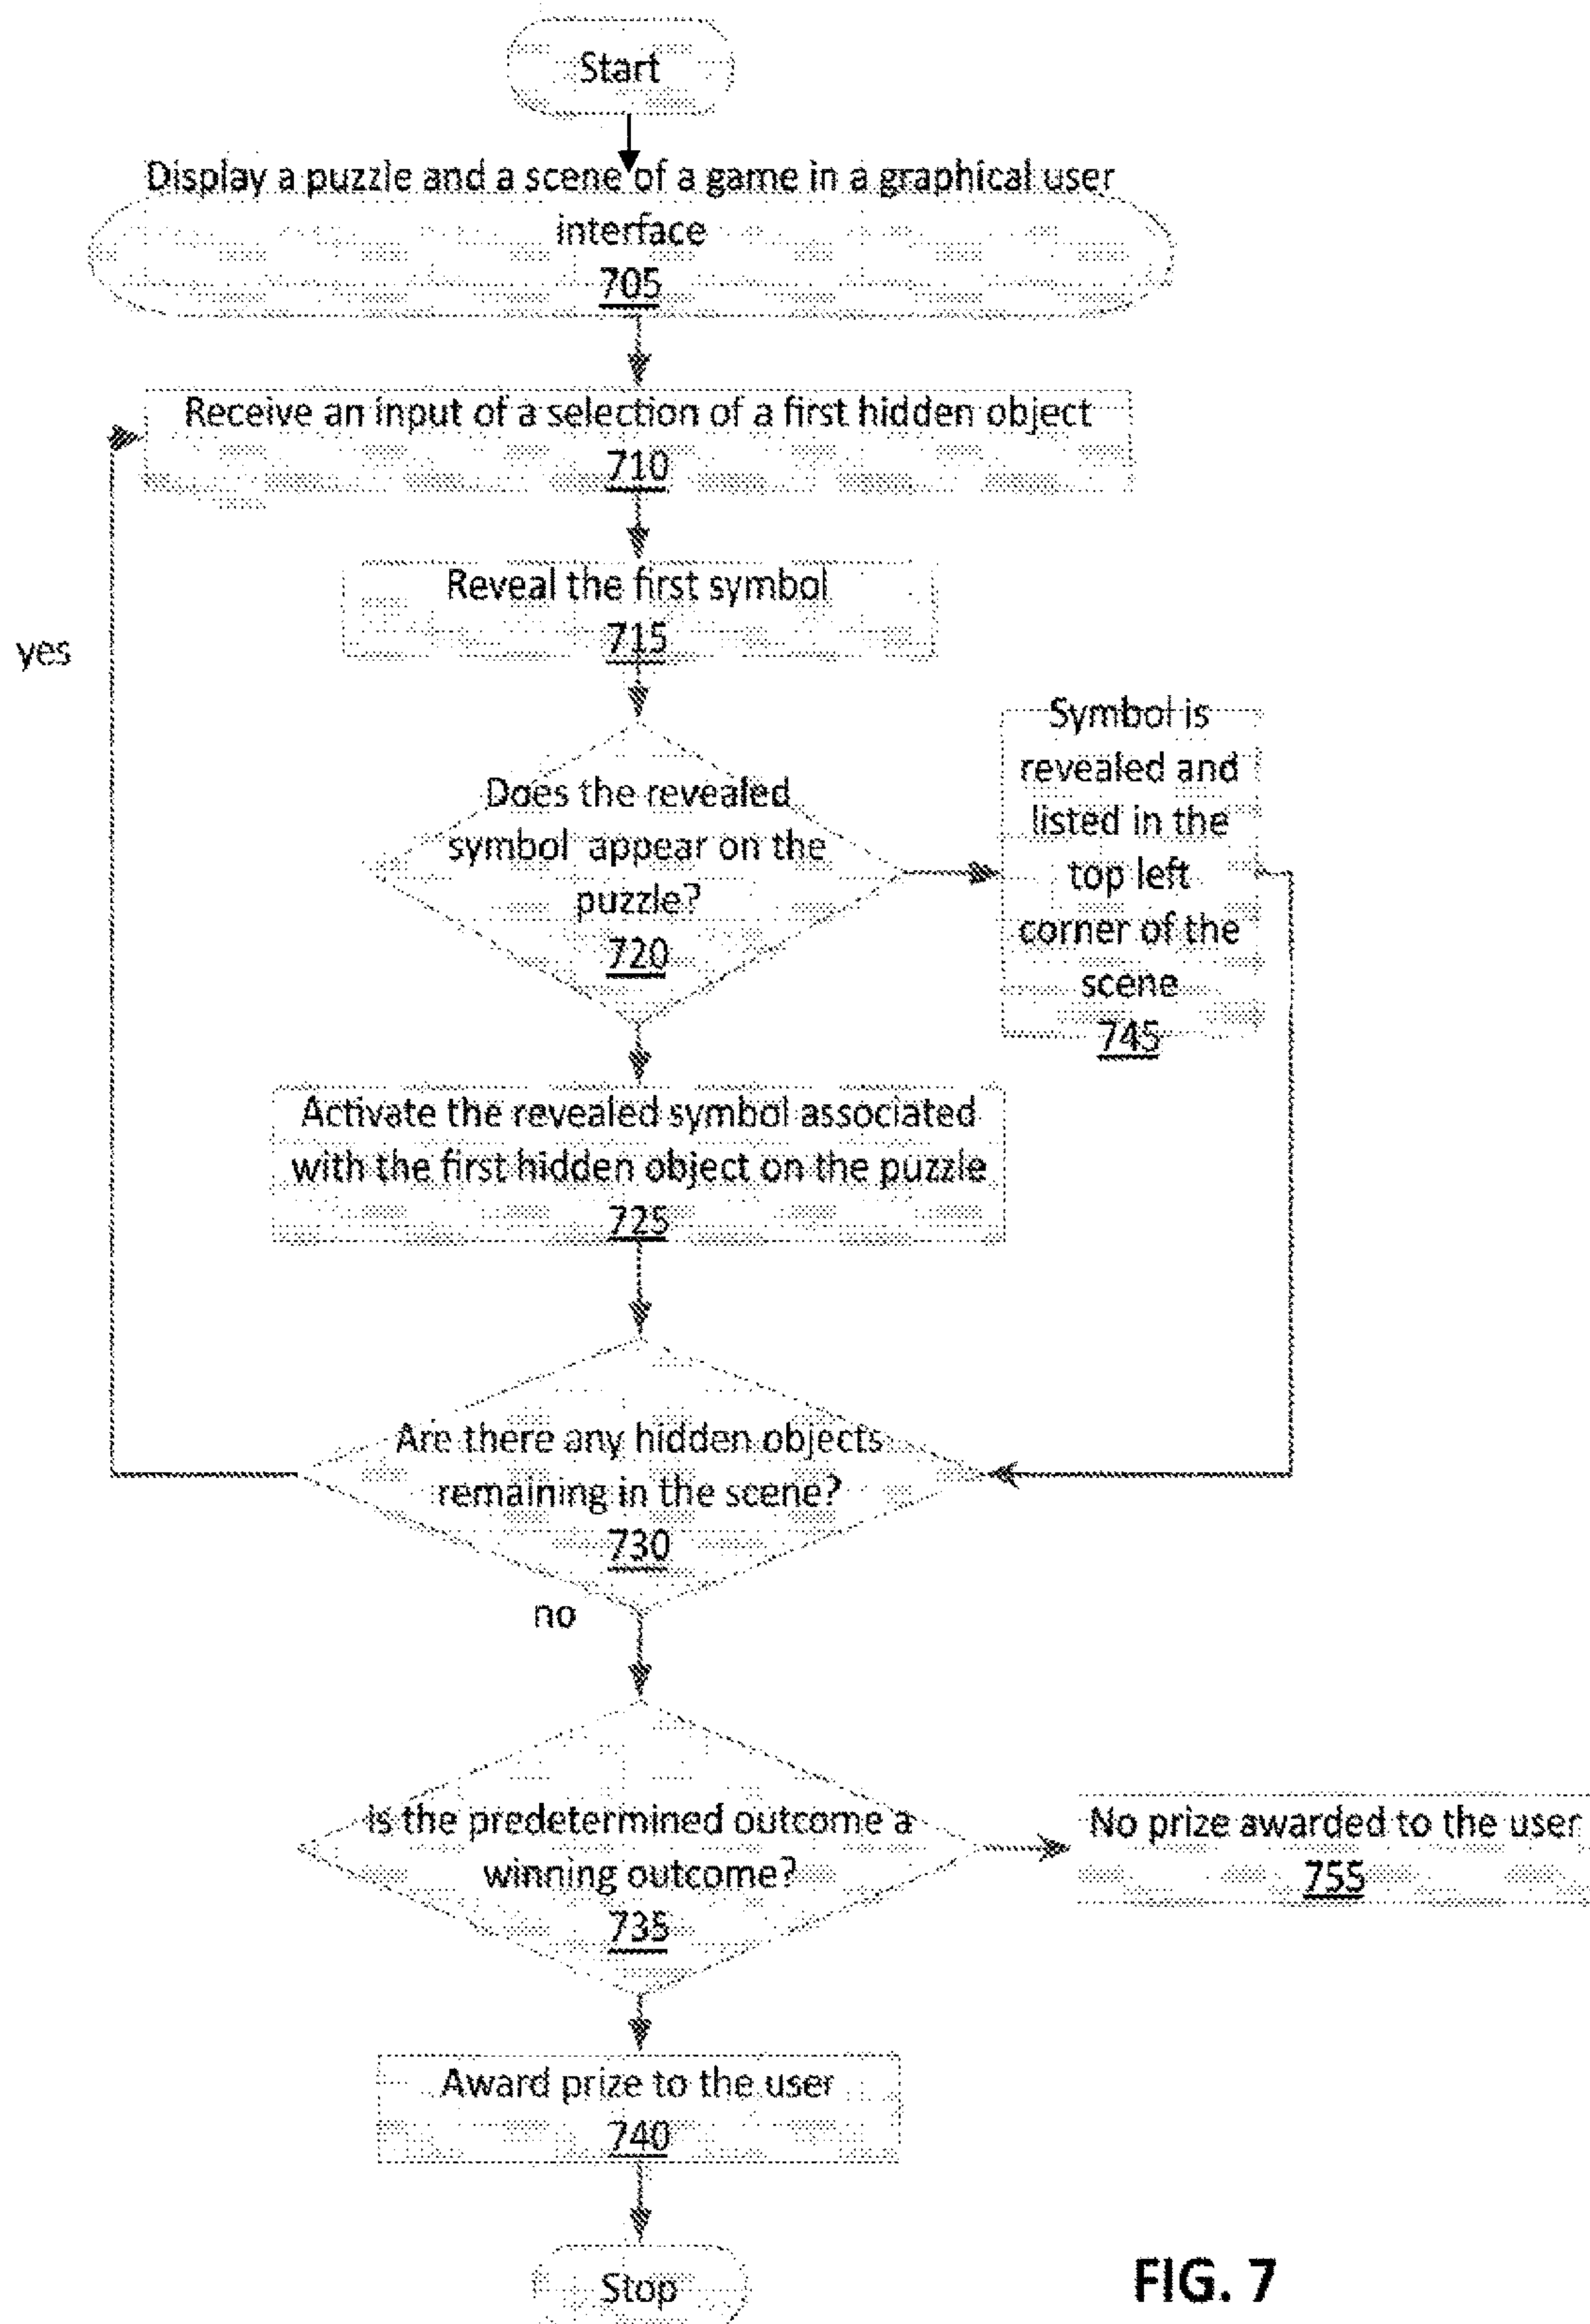 Start
Display a puzzle and a scene of a game in a graphical user
interface
705
Receive an input of a selection of a first hidden object
710
Reveal the first symbol
715
yes
Does the revealed
symbol appear on the
puzzle?
720
Symbol is
revealed and
listed in the
top left
corner of the
scene
745
Activate the revealed symbol associated
with the first hidden object on the puzzle
725
Are there any hidden objects
remaining in the scene?
730
no
Is the predetermined outcome a
winning outcome?
735
No prize awarded to the user
755
Award prize to the user
740
Stop
FIG. 7